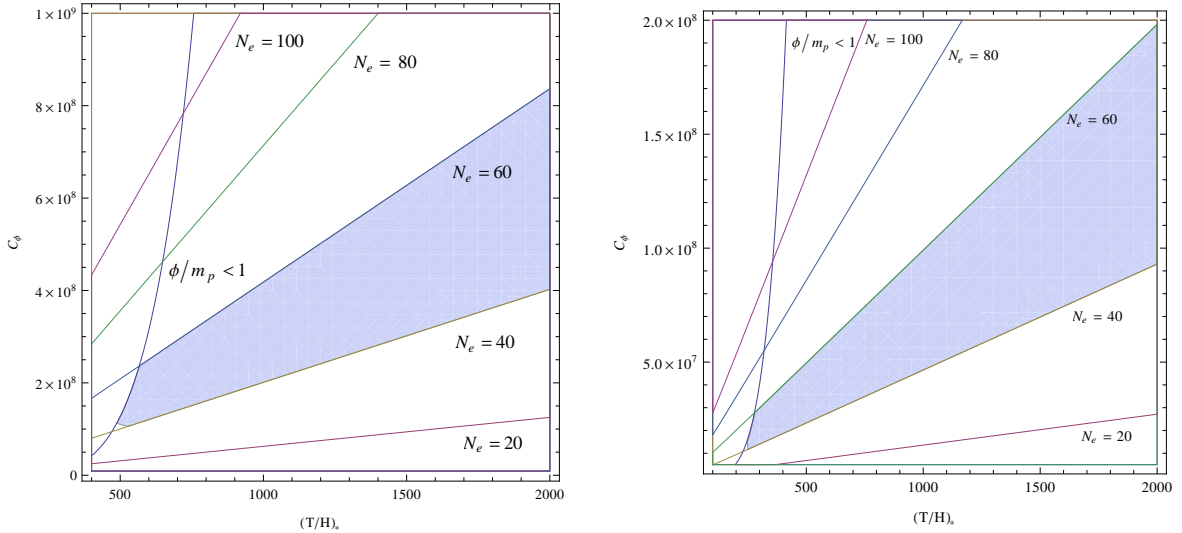 1 × 10⁹
8 × 10⁸
6 × 10⁸
4 × 10⁸
2 × 10⁸
0
C_ϕ
500
1000
1500
2000
(T/H)_*
N_e = 100
N_e = 80
N_e = 60
ϕ/m_p < 1
N_e = 40
N_e = 20
2.0 × 10⁸
1.5 × 10⁸
1.0 × 10⁸
5.0 × 10⁷
C_ϕ
500
1000
1500
2000
(T/H)_*
ϕ/m_p < 1
N_e = 100
N_e = 80
N_e = 60
N_e = 40
N_e = 20